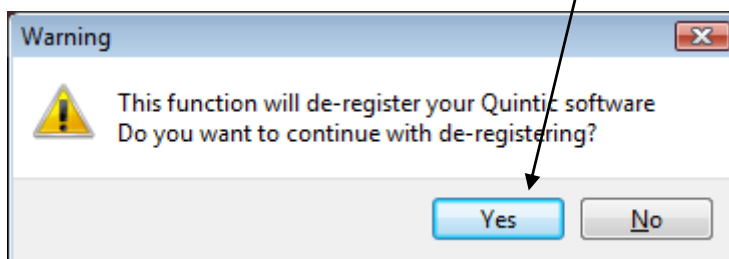 Warning
This function will de-register your Quintic software
Do you want to continue with de-registering?
Yes
No